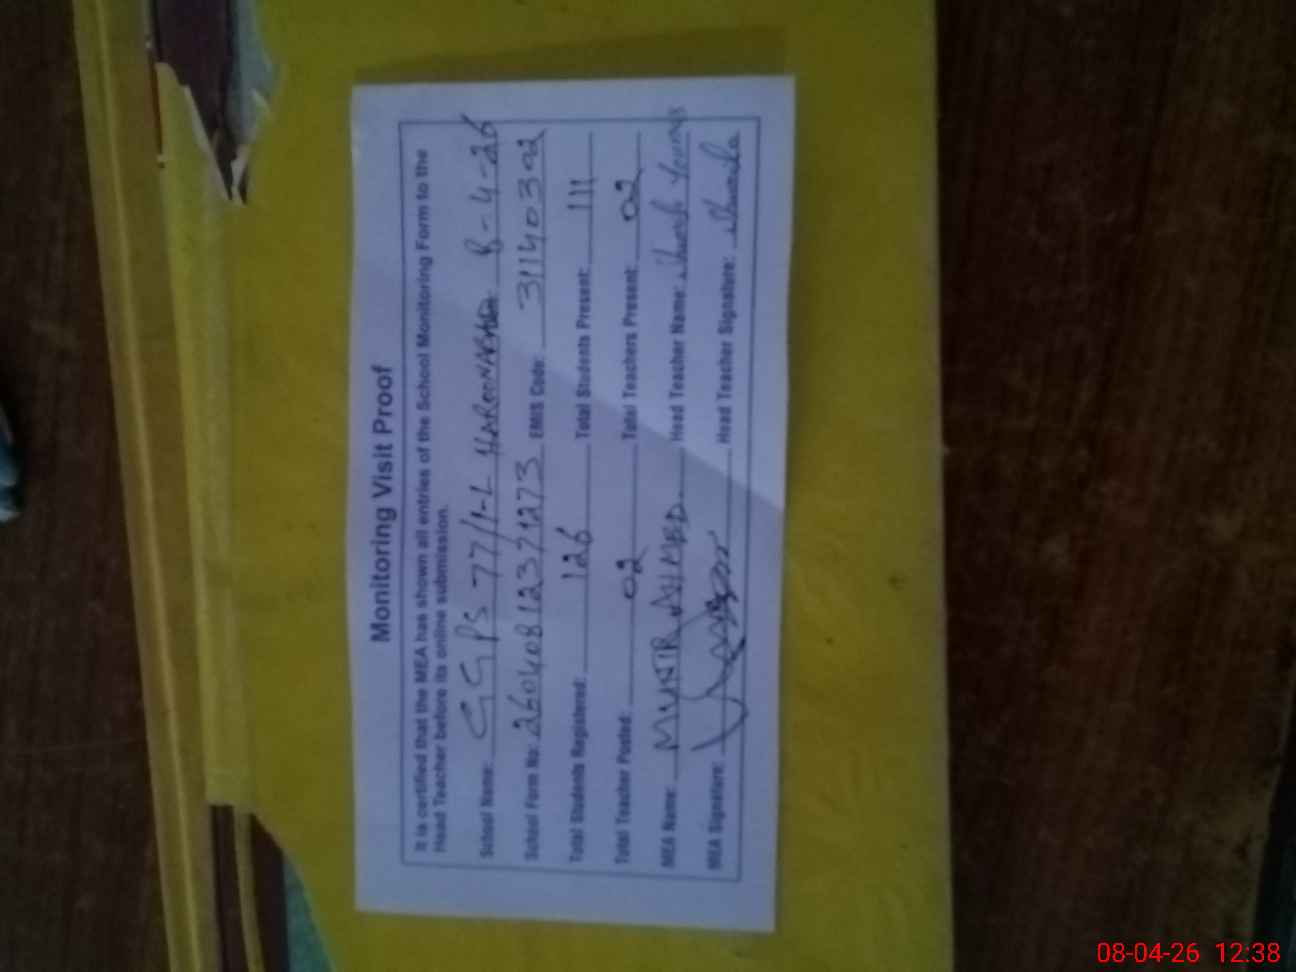 Monitoring Visit Proof
It is certified that the MEA has shown all entries of the School Monitoring Form to the
Head Teacher before its online submission.
School Name: GGPS 77/1-L HAROONABAD 8-4-26
School Form No: 26040812371273 EMIS Code: 31140392
Total Students Registered: 126 Total Students Present: 111
Total Teacher Posted: 02 Total Teachers Present: 02
MEA Name: MUNIR AHMED Head Teacher Name:
MEA Signature: Head Teacher Signature:
08-04-26 12:38